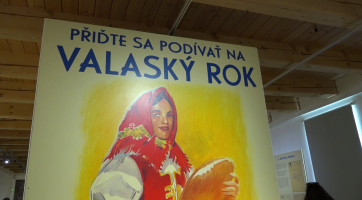 PŘIĎTE SA PODÍVAŤ NA
VALASKÝ ROK